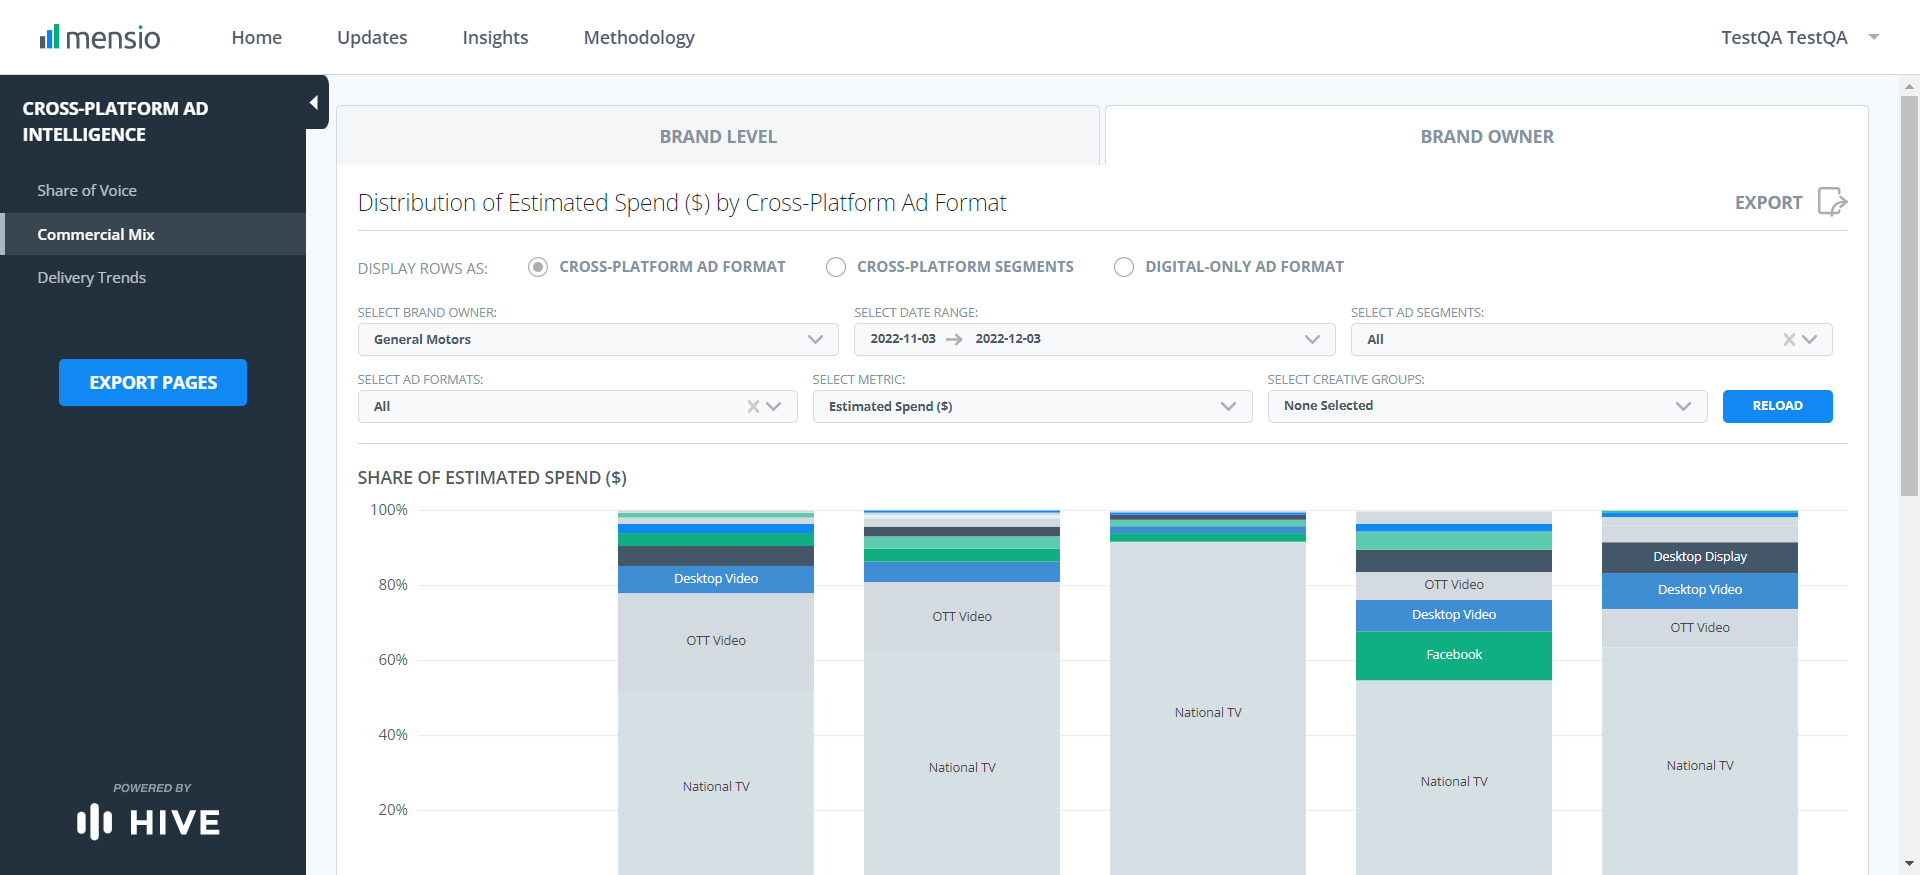 mensio
Home Updates Insights Methodology
TestQA TestQA
CROSS-PLATFORM AD
INTELLIGENCE
Share of Voice
Commercial Mix
Delivery Trends
EXPORT PAGES
POWERED BY
HIVE
BRAND LEVEL
BRAND OWNER
Distribution of Estimated Spend ($) by Cross-Platform Ad Format
EXPORT
DISPLAY ROWS AS: CROSS-PLATFORM AD FORMAT CROSS-PLATFORM SEGMENTS DIGITAL-ONLY AD FORMAT
SELECT BRAND OWNER: SELECT DATE RANGE: SELECT AD SEGMENTS:
General Motors 2022-11-03 → 2022-12-03 All
SELECT AD FORMATS: SELECT METRIC: SELECT CREATIVE GROUPS:
All Estimated Spend ($) None Selected RELOAD
SHARE OF ESTIMATED SPEND ($)
100%
80%
60%
40%
20%
Desktop Video
OTT Video
National TV
OTT Video
National TV
National TV
OTT Video
Desktop Video
Facebook
National TV
Desktop Display
Desktop Video
OTT Video
National TV